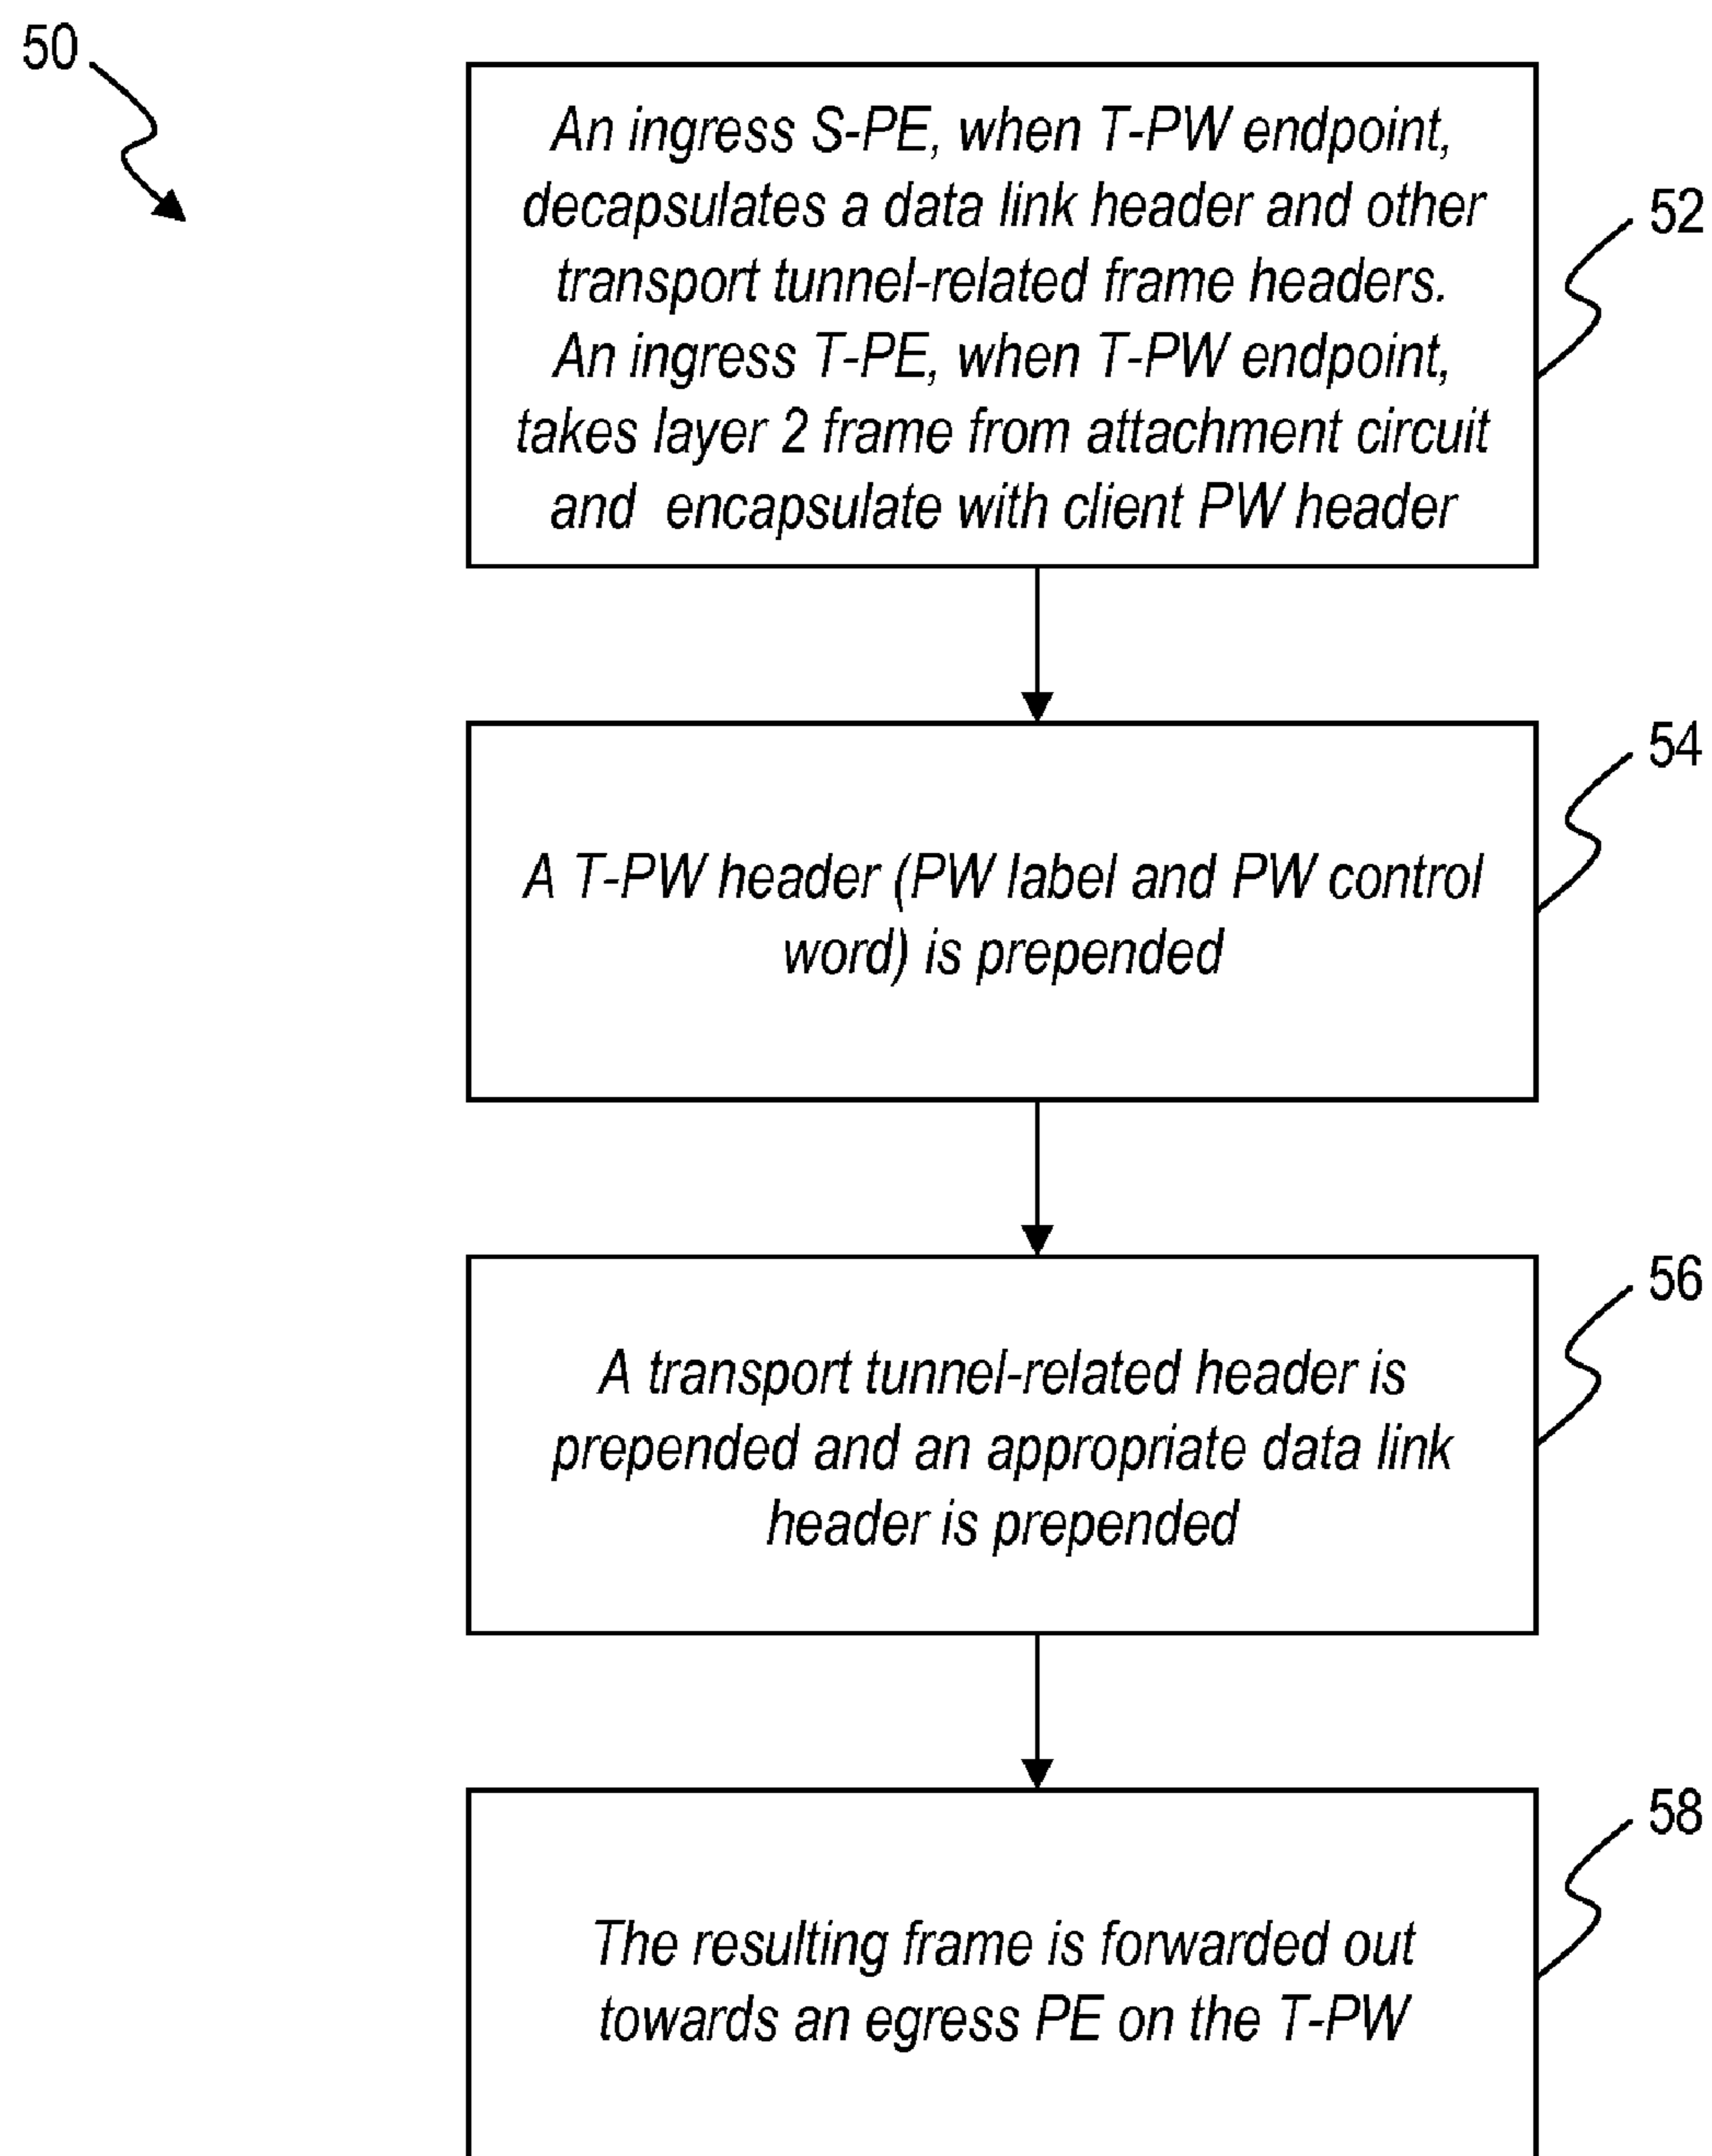 50
An ingress S-PE, when T-PW endpoint,
decapsulates a data link header and other
transport tunnel-related frame headers.
An ingress T-PE, when T-PW endpoint,
takes layer 2 frame from attachment circuit
and encapsulate with client PW header
52
A T-PW header (PW label and PW control
word) is prepended
54
A transport tunnel-related header is
prepended and an appropriate data link
header is prepended
56
The resulting frame is forwarded out
towards an egress PE on the T-PW
58